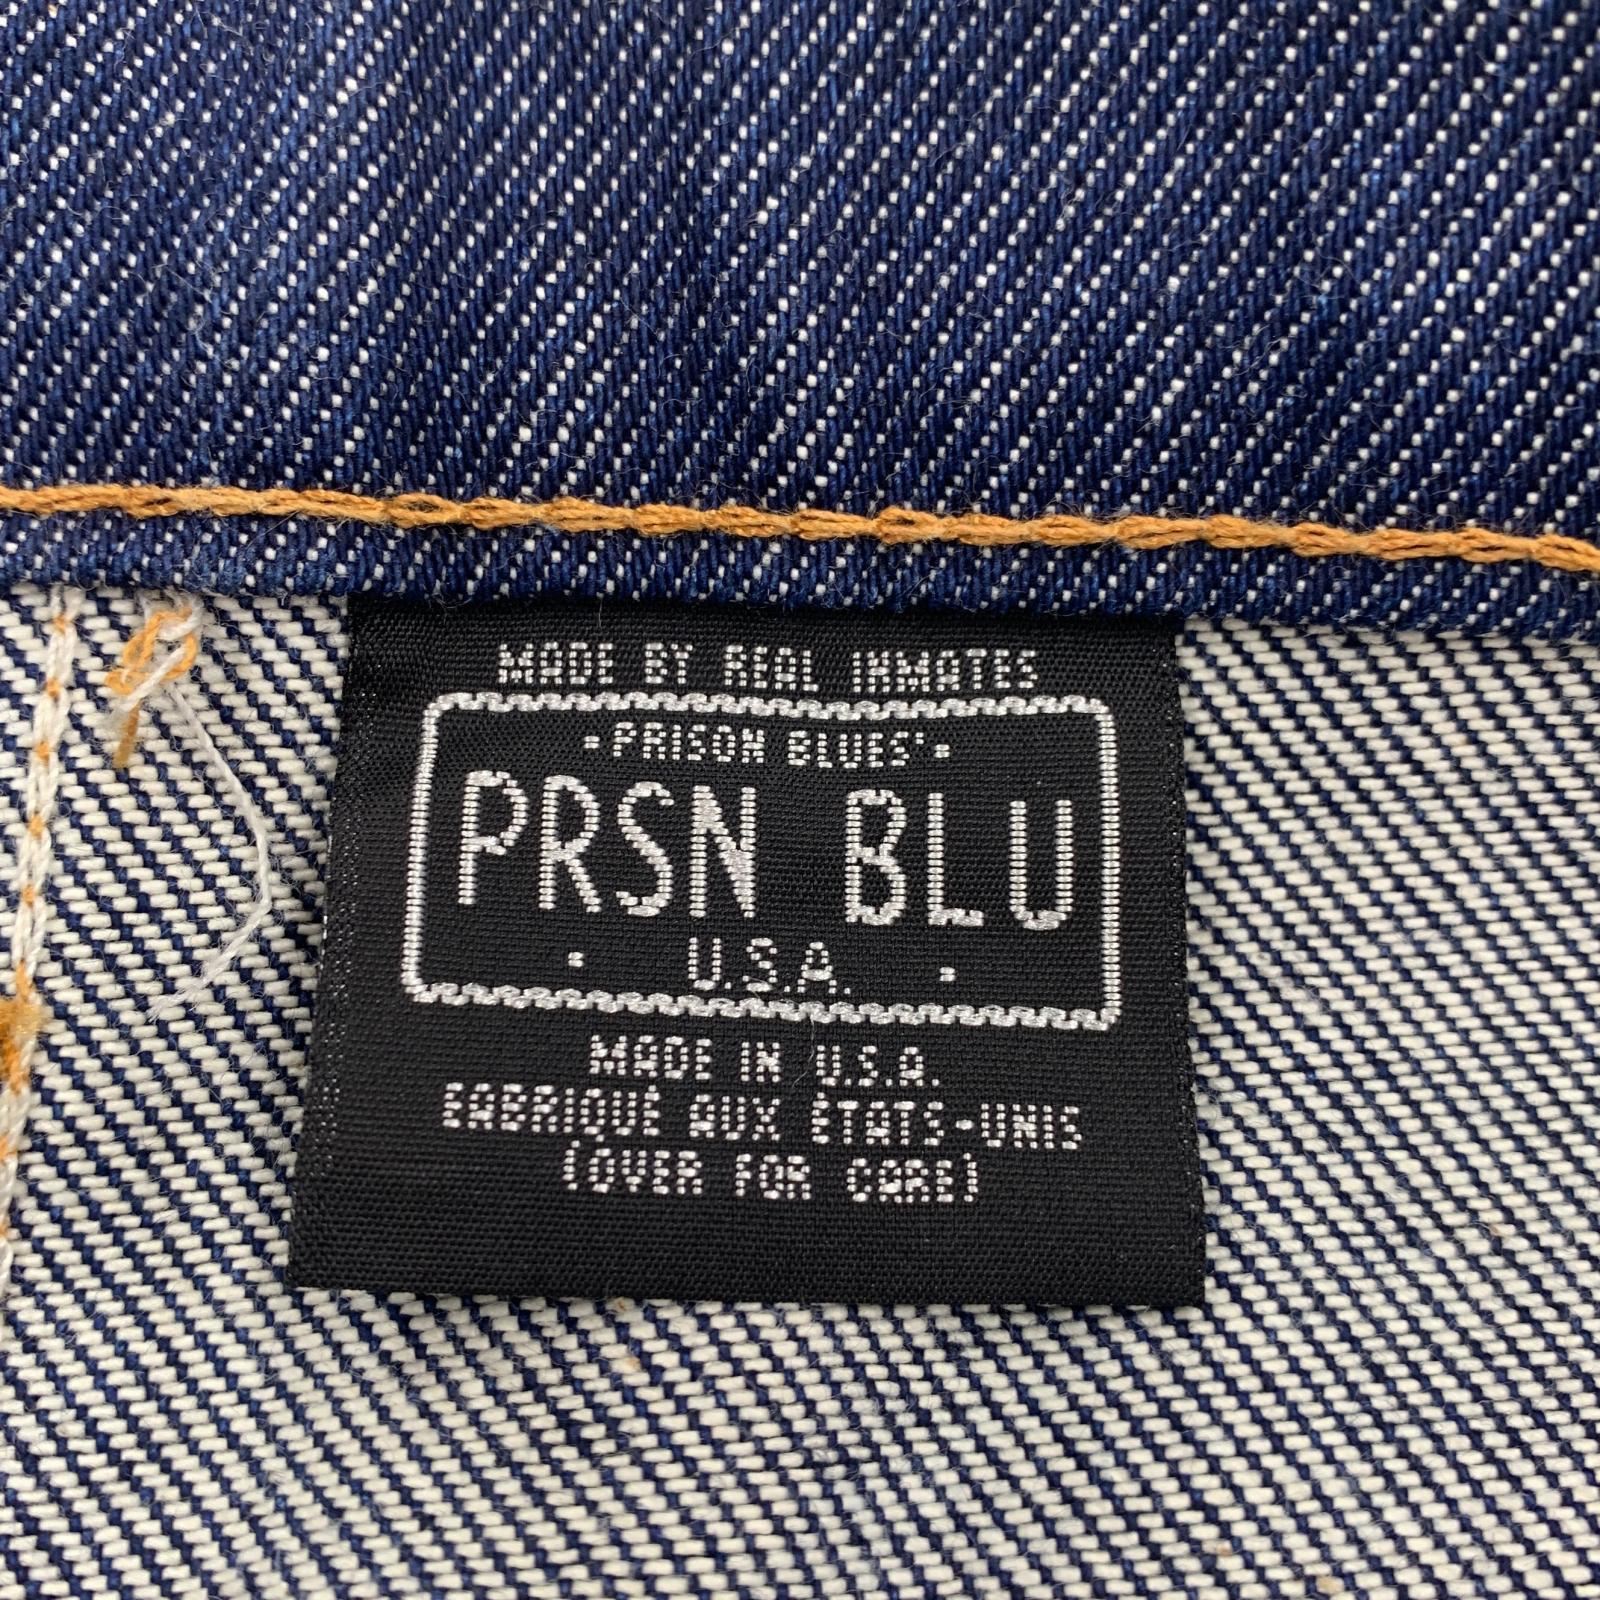 MADE BY REAL INMATES
·PRISON BLUES'·
PRSN BLU
· U.S.A. ·
MADE IN U.S.A.
FABRIQUÉ AUX ÉTATS-UNIS
(OVER FOR CARE)